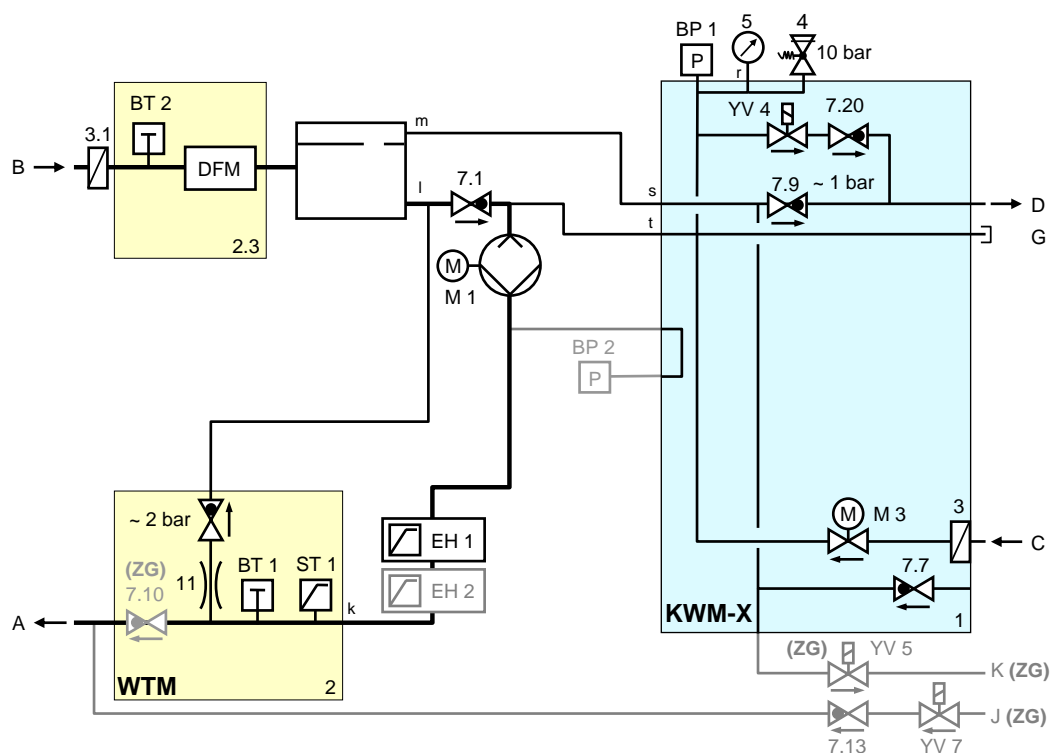 BP 1
5
4
P
r
10 bar
BT 2
3.1
m
YV 4
7.20
B
DFM
l
7.1
s
7.9
~ 1 bar
D
t
G
2.3
M
M 1
BP 2
P
~ 2 bar
M
M 3
3
EH 1
C
(ZG)
11
BT 1
ST 1
7.10
EH 2
7.7
k
A
KWM-X
1
WTM
2
(ZG)
YV 5
K (ZG)
J (ZG)
7.13
YV 7